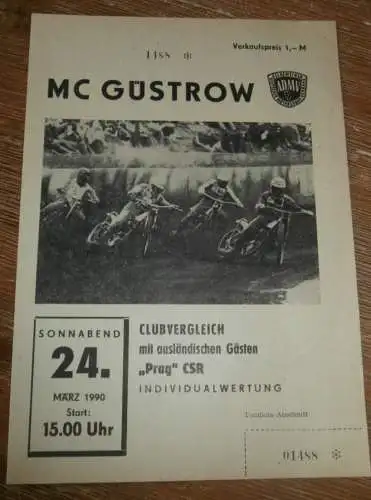 1488 *
Verkaufspreis 1,– M
MC GÜSTROW
ADMV
SONNABEND
24.
MÄRZ 1990
Start:
15.00 Uhr
CLUBVERGLEICH
mit ausländischen Gästen
„Prag" CSR
INDIVIDUALWERTUNG
01488 *